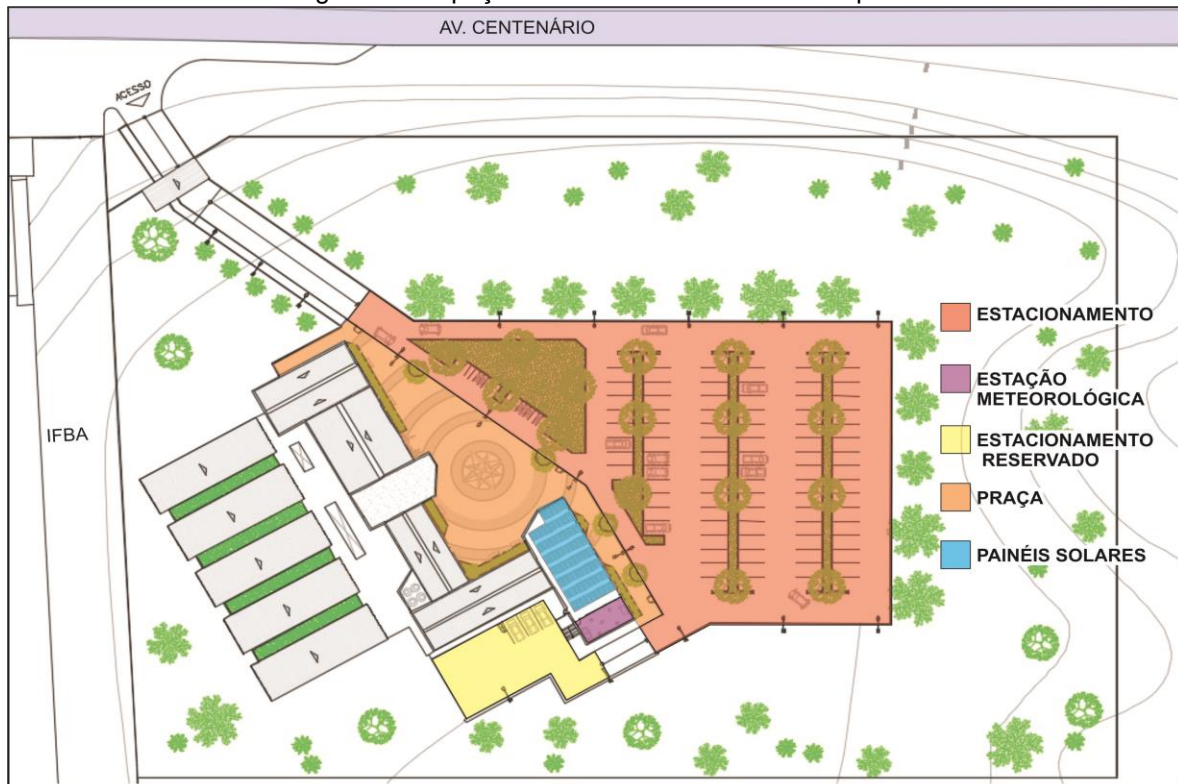 AV. CENTENÁRIO
ACESSO
IFBA
ESTACIONAMENTO
ESTAÇÃO
METEOROLÓGICA
ESTACIONAMENTO
RESERVADO
PRAÇA
PAINÉIS SOLARES